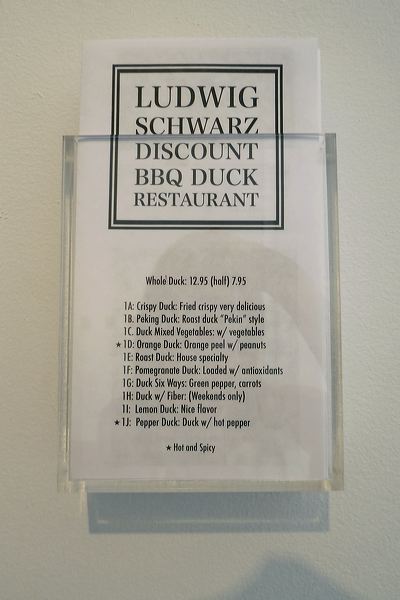 LUDWIG
SCHWARZ
DISCOUNT
BBQ DUCK
RESTAURANT
Whole Duck: 12.95 (half) 7.95
1A: Crispy Duck: Fried crispy very delicious
1B. Peking Duck: Roast duck "Pekin" style
1C. Duck Mixed Vegetables: w/ vegetables
★ 1D: Orange Duck: Orange peel w/ peanuts
1E: Roast Duck: House specialty
1F: Pomegranate Duck: Loaded w/ antioxidants
1G: Duck Six Ways: Green pepper, carrots
1H: Duck w/ Fiber: (Weekends only)
1I: Lemon Duck: Nice flavor
★ 1J: Pepper Duck: Duck w/ hot pepper
★ Hot and Spicy